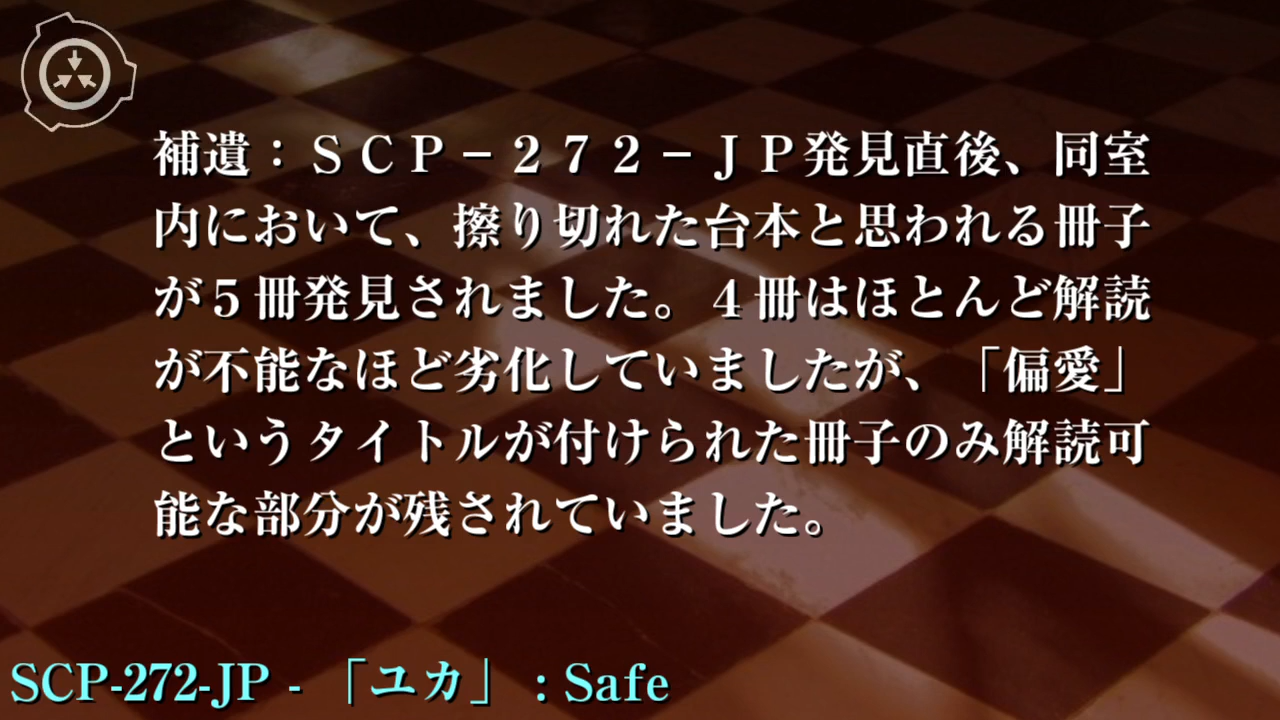 補遺：ＳＣＰ－２７２－ＪＰ発見直後、同室
内において、擦り切れた台本と思われる冊子
が５冊発見されました。４冊はほとんど解読
が不能なほど劣化していましたが、「偏愛」
というタイトルが付けられた冊子のみ解読可
能な部分が残されていました。
SCP-272-JP - 「ユカ」 : Safe